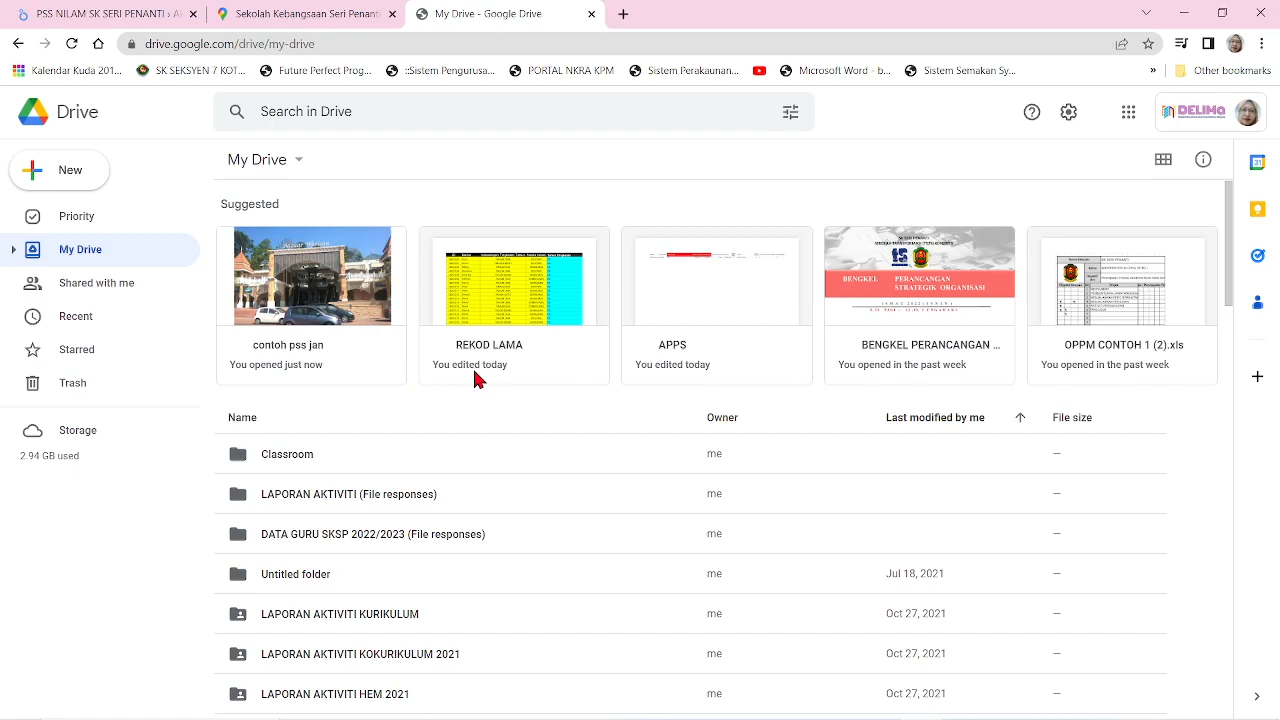 PSS NILAM SK SERI PENANTI
Sekolah Kebangsaan Seri Penanti
My Drive - Google Drive
drive.google.com/drive/my-drive
Kalendar Kuda 201...
SK SEKSYEN 7 KOT...
Future Perfect Prog...
::Sistem Pengurusa...
PORTAL NKRA KPM
Sistem Perakaunan...
Microsoft Word - b...
Sistem Semakan Sy...
»
Other bookmarks
Drive
Search in Drive
DELIMa
New
My Drive
Priority
My Drive
Shared with me
Recent
Starred
Trash
Storage
2.94 GB used
Suggested
contoh pss jan
You opened just now
REKOD LAMA
You edited today
APPS
You edited today
BENGKEL PERANCANGAN
STRATEGIK ORGANISASI
BENGKEL PERANCANGAN ...
You opened in the past week
OPPM CONTOH 1 (2).xls
You opened in the past week
Name Owner Last modified by me File size
Classroom me —
LAPORAN AKTIVITI (File responses) me —
DATA GURU SKSP 2022/2023 (File responses) me —
Untitled folder me Jul 18, 2021 —
LAPORAN AKTIVITI KURIKULUM me Oct 27, 2021 —
LAPORAN AKTIVITI KOKURIKULUM 2021 me Oct 27, 2021 —
LAPORAN AKTIVITI HEM 2021 me Oct 27, 2021 —
31